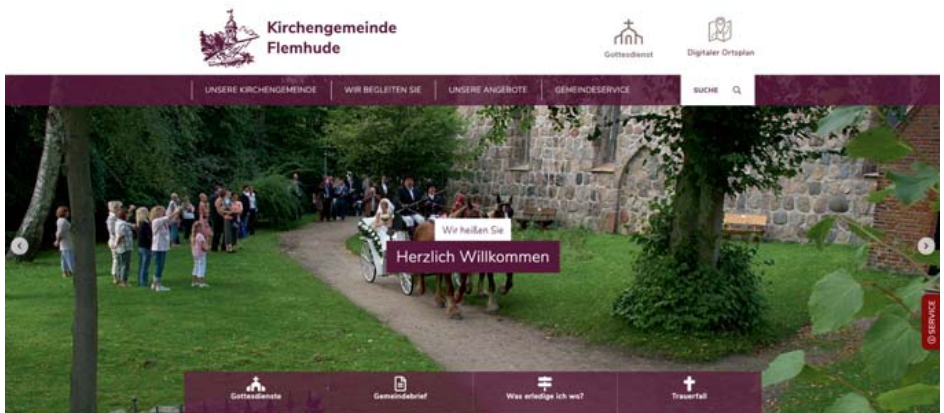 Kirchengemeinde
Flemhude
Gottesdienst
Digitaler Ortsplan
UNSERE KIRCHENGEMEINDE
WIR BEGLEITEN SIE
UNSERE ANGEBOTE
GEMEINDESERVICE
SUCHE
Wir heißen Sie
Herzlich Willkommen
SERVICE
Gottesdienste
Gemeindebrief
Was erledige ich wo?
Trauerfall